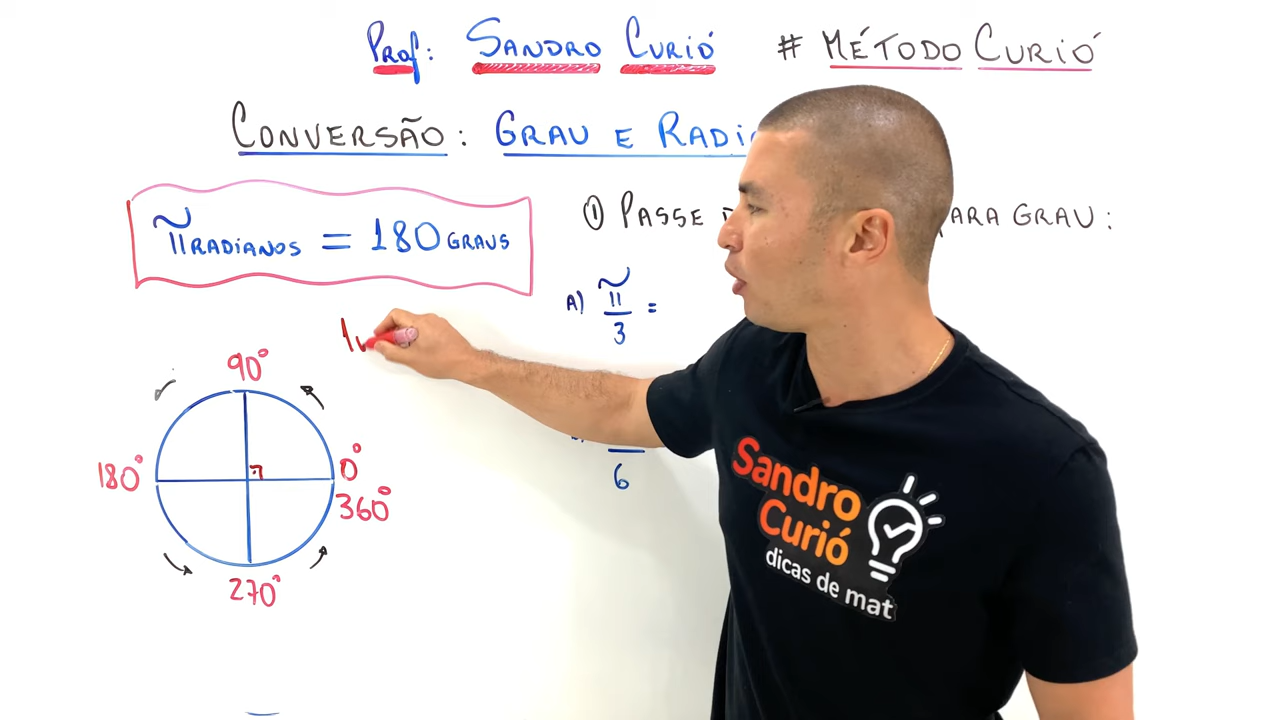 Prof: SANDRO CURIÓ # MÉTODO CURIÓ
CONVERSÃO: GRAU E RADI
π RADIANOS = 180 GRAUS
① PASSE PARA GRAU:
A) π/3 =
6
90°
180°
0°
360°
270°
Sandro
Curió
dicas de mat